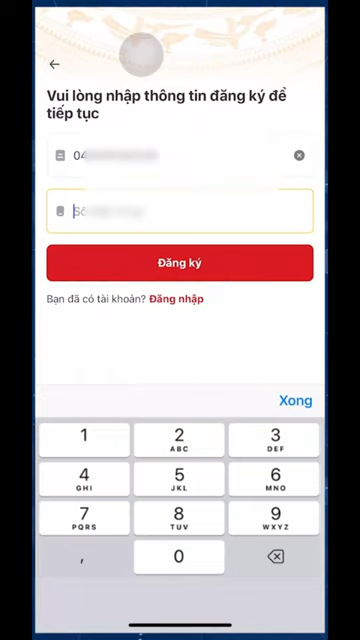 Vui lòng nhập thông tin đăng ký để
tiếp tục
04
Số
Đăng ký
Bạn đã có tài khoản? Đăng nhập
Xong
1
2
ABC
3
DEF
4
GHI
5
JKL
6
MNO
7
PQRS
8
TUV
9
WXYZ
,
0